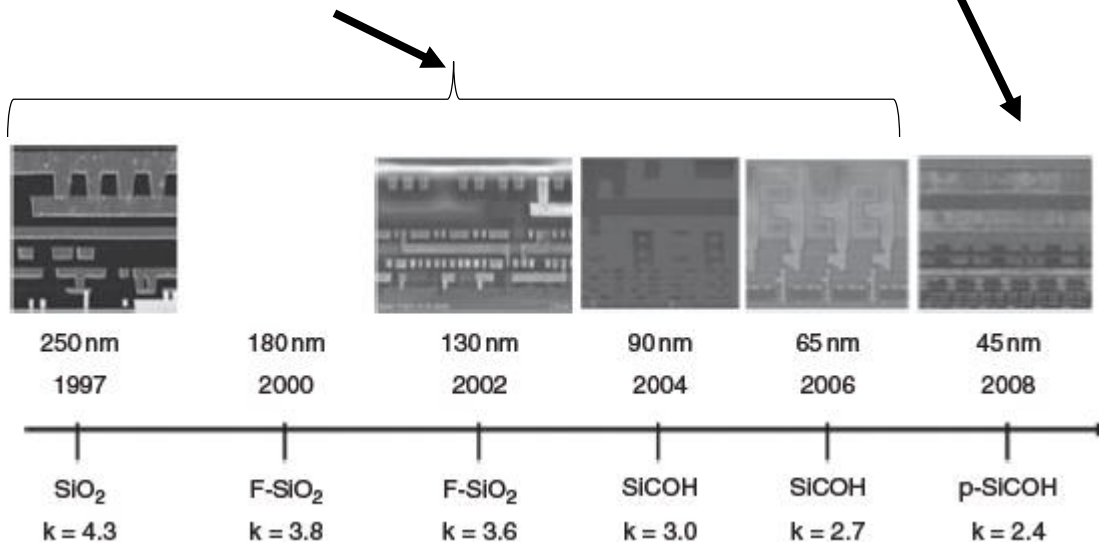 250 nm 180 nm 130 nm 90 nm 65 nm 45 nm
1997 2000 2002 2004 2006 2008
SiO₂ F-SiO₂ F-SiO₂ SiCOH SiCOH p-SiCOH
k = 4.3 k = 3.8 k = 3.6 k = 3.0 k = 2.7 k = 2.4